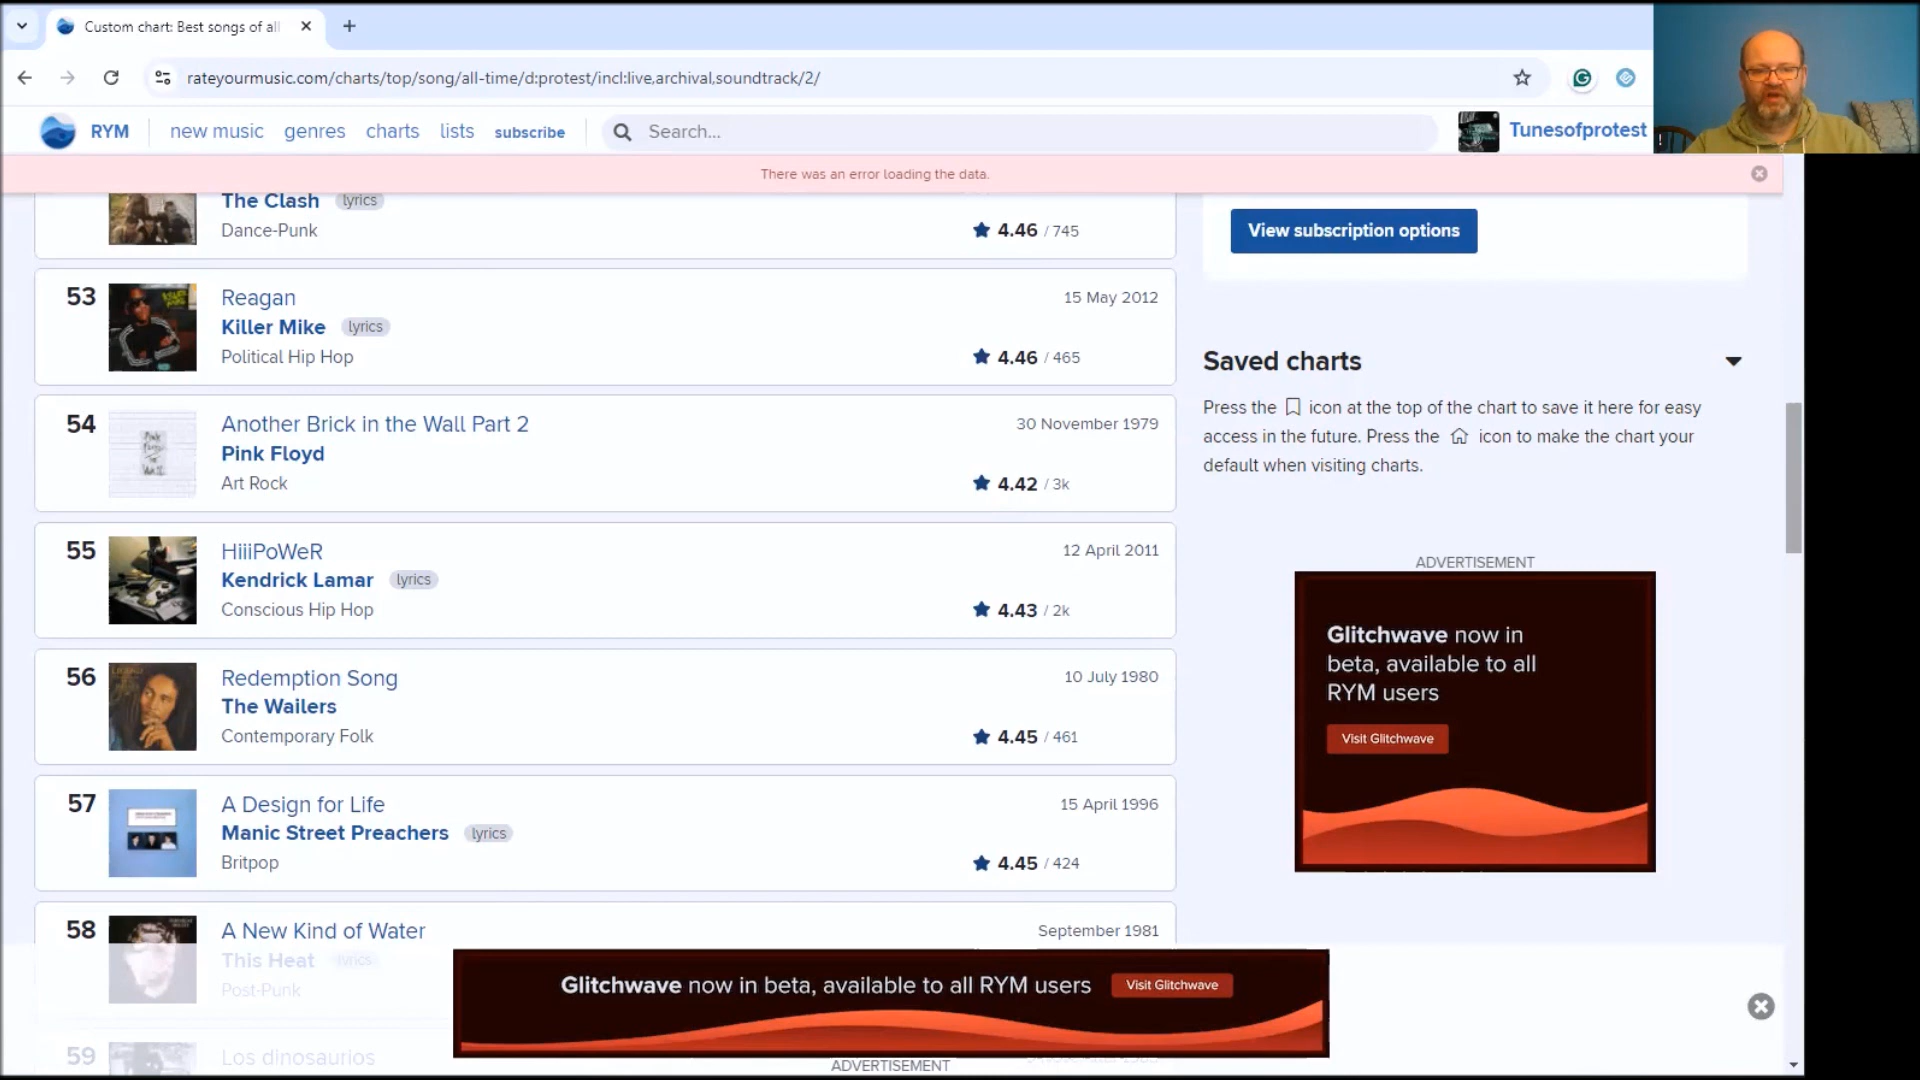 Custom chart: Best songs of all
rateyourmusic.com/charts/top/song/all-time/d:protest/incl:live,archival,soundtrack/2/
RYM new music genres charts lists subscribe Search... Tunesofprotest
There was an error loading the data.
The Clash lyrics
Dance-Punk 4.46 / 745
53 Reagan 15 May 2012
Killer Mike lyrics
Political Hip Hop 4.46 / 465
54 Another Brick in the Wall Part 2 30 November 1979
Pink Floyd
Art Rock 4.42 / 3k
55 HiiiPoWeR 12 April 2011
Kendrick Lamar lyrics
Conscious Hip Hop 4.43 / 2k
56 Redemption Song 10 July 1980
The Wailers
Contemporary Folk 4.45 / 461
57 A Design for Life 15 April 1996
Manic Street Preachers lyrics
Britpop 4.45 / 424
58 A New Kind of Water September 1981
This Heat lyrics
Post-Punk
59 Los dinosaurios
View subscription options
Saved charts
Press the icon at the top of the chart to save it here for easy
access in the future. Press the icon to make the chart your
default when visiting charts.
ADVERTISEMENT
Glitchwave now in
beta, available to all
RYM users
Visit Glitchwave
Glitchwave now in beta, available to all RYM users Visit Glitchwave
ADVERTISEMENT